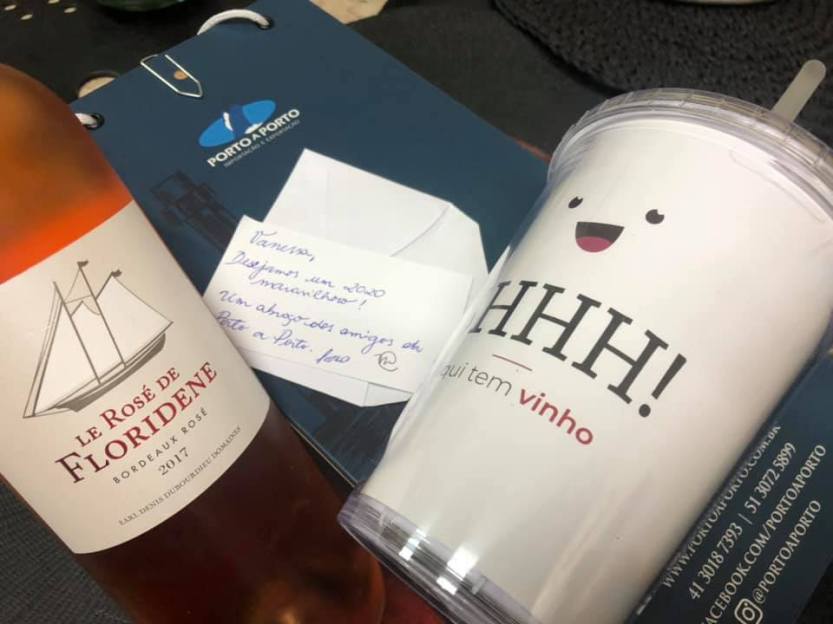 PORTO A PORTO
IMPORTAÇÃO E EXPORTAÇÃO
Vanessa,
Desejamos um 2020
maravilhoso!
Um abraço dos amigos da
Porto a Porto.
LE ROSÉ DE
FLORIDENE
BORDEAUX ROSÉ
2017
EARL DENIS DUBOURDIEU DOMAINES
HHH!
qui tem vinho
WWW.PORTOAPORTO.COM.BR
41 3018 7393 | 51 3072 5899
FACEBOOK.COM/PORTOAPORTO
@PORTOAPORTO